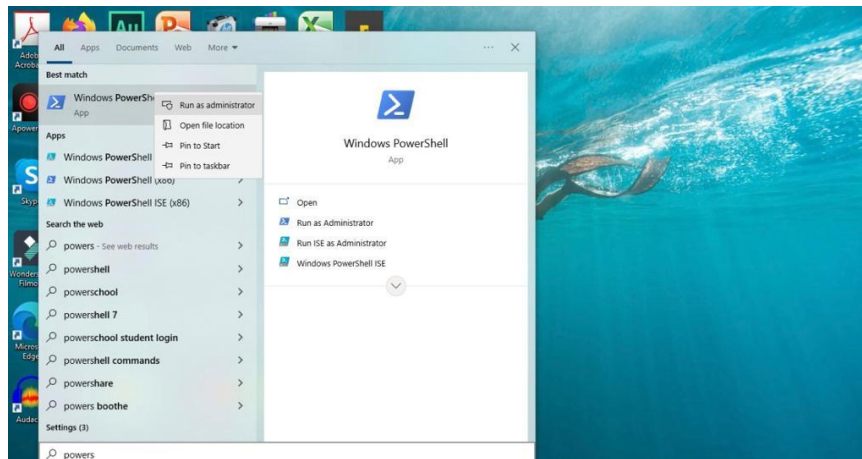 Adob
Acroba
Apower
Skyp
Wonders
Filmo
Micros
Edge
Audac
All Apps Documents Web More
Best match
Windows PowerShe
App
Run as administrator
Open file location
Pin to Start
Pin to taskbar
Apps
Windows PowerShell
Windows PowerShell (x86)
Windows PowerShell ISE (x86)
Search the web
powers - See web results
powershell
powerschool
powershell 7
powerschool student login
powershell commands
powershare
powers boothe
Settings (3)
powers
Windows PowerShell
App
Open
Run as Administrator
Run ISE as Administrator
Windows PowerShell ISE